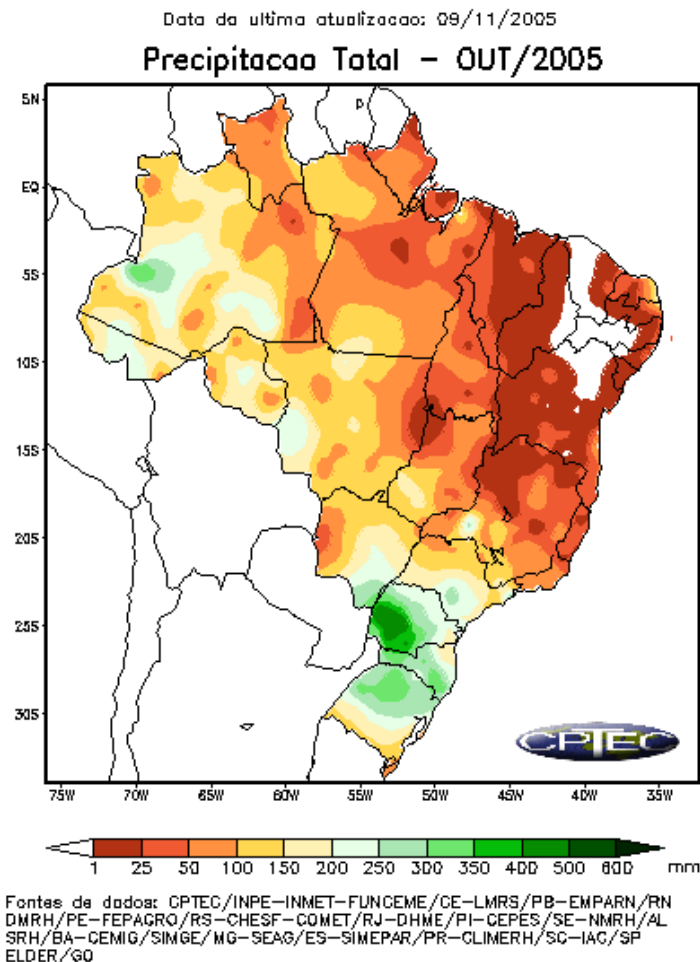 Data da ultima atualizacao: 09/11/2005
Precipitacao Total - OUT/2005
5N
EQ
5S
10S
15S
20S
25S
30S
75W 70W 65W 60W 55W 50W 45W 40W 35W
CPTEC
1 25 50 100 150 200 250 300 350 400 500 600 mm
Fontes de dados: CPTEC/INPE-INMET-FUNCEME/CE-LMRS/PB-EMPARN/RN
DMRH/PE-FEPAGRO/RS-CHESF-COMET/RJ-DHME/PI-CEPES/SE-NMRH/AL
SRH/BA-CEMIG/SIMGE/MG-SEAG/ES-SIMEPAR/PR-CLIMERH/SC-IAC/SP
ELDER/GO